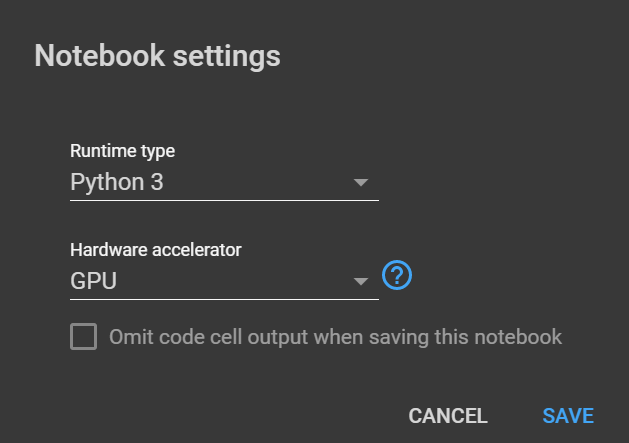 Notebook settings
Runtime type
Python 3
Hardware accelerator
GPU
?
Omit code cell output when saving this notebook
CANCEL SAVE